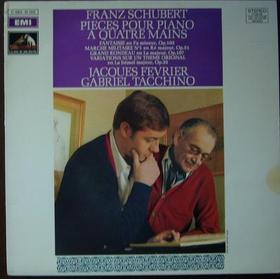 FRANZ SCHUBERT
PIECES POUR PIANO
A QUATRE MAINS
FANTAISIE en Fa mineur, Op.103
MARCHE MILITAIRE N°1 en Ré majeur, Op.51
GRAND RONDEAU en La majeur, Op.107
VARIATIONS SUR UN THEME ORIGINAL
en La bémol majeur, Op.35
JACQUES FEVRIER
GABRIEL TACCHINO
EMI
STEREO